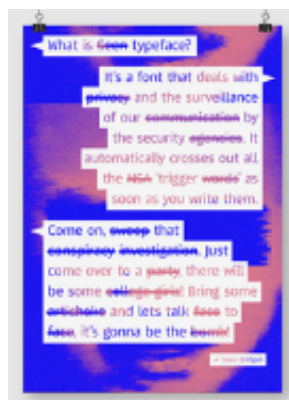 What is Seen typeface?
It's a font that deals with
privacy and the surveillance
of our communication by
the security agencies. It
automatically crosses out all
the NSA 'trigger words' as
soon as you write them.
Come on, sweep that
conspiracy investigation. Just
come over to a party, there will
be some college girls! Bring some
artichoke and lets talk face to
face, it's gonna be the bomb!